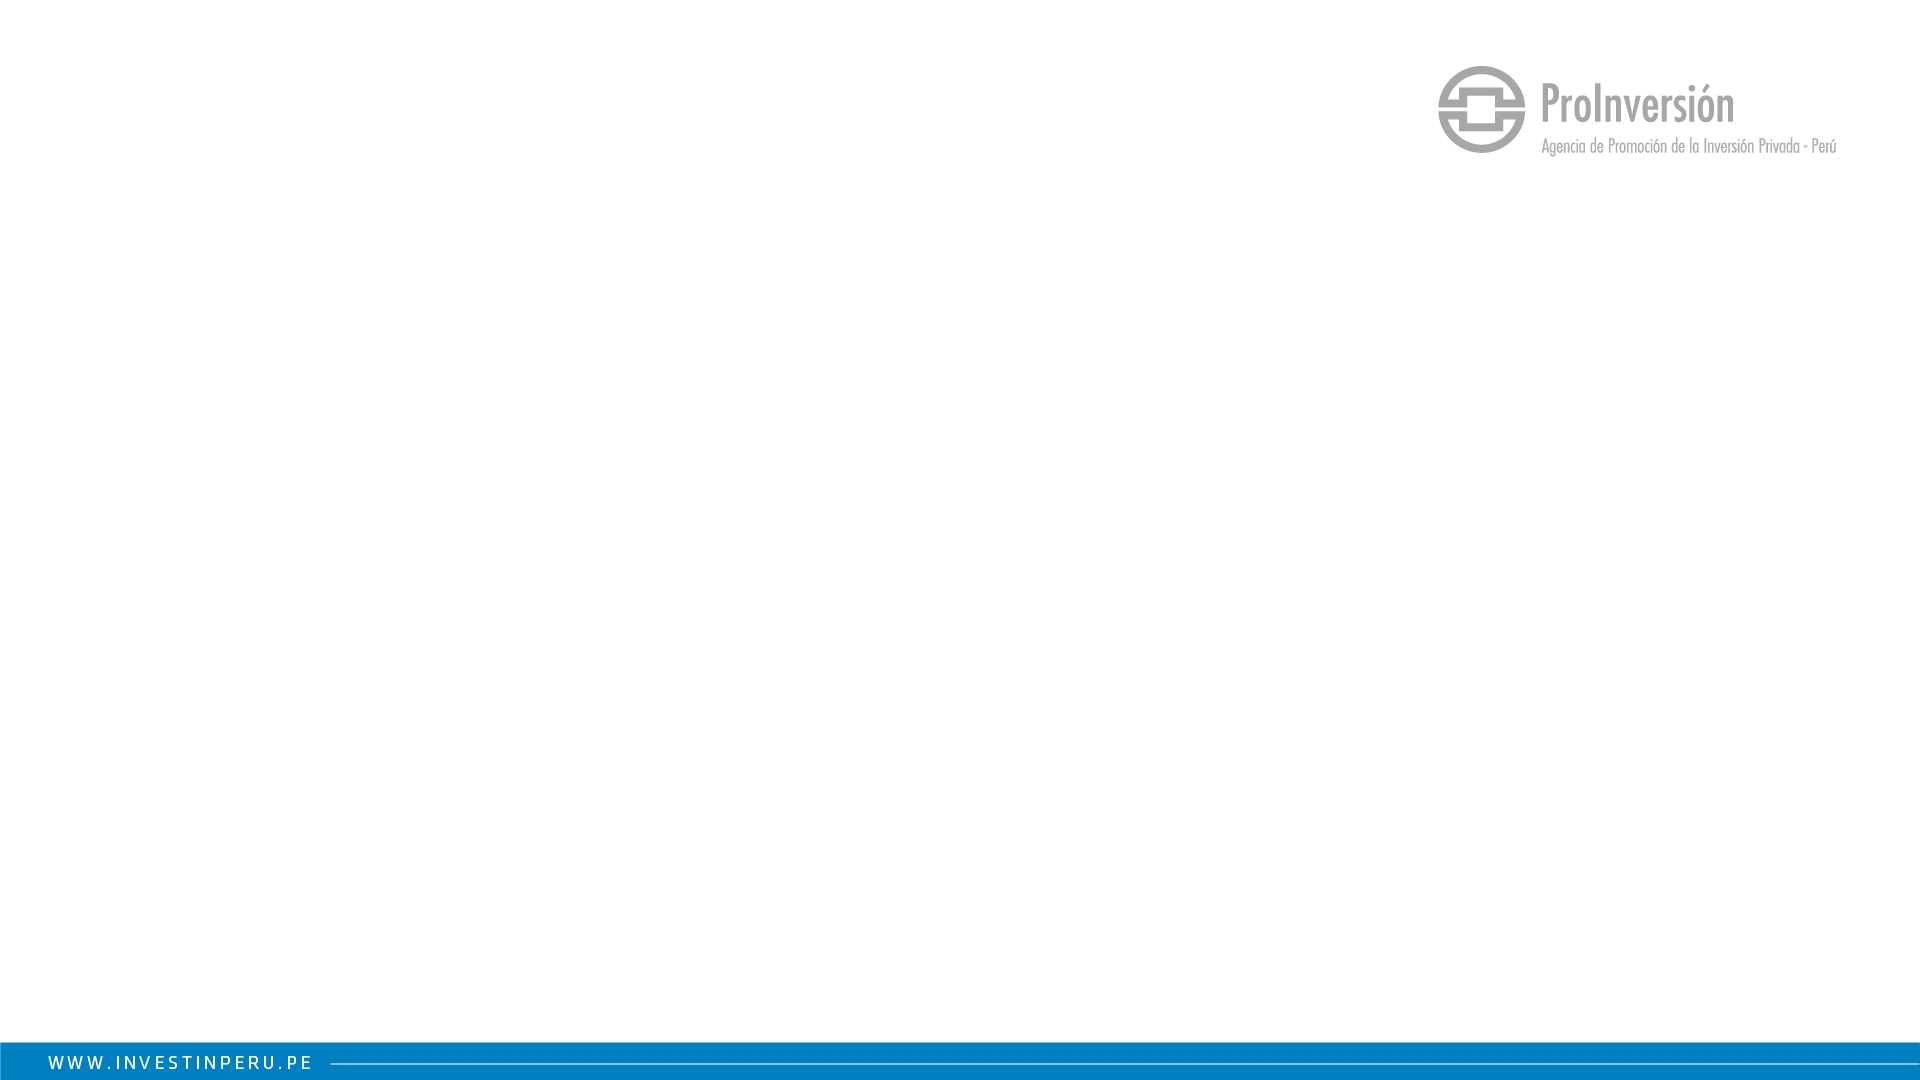 ProInversión
Agencia de Promoción de la Inversión Privada - Perú
WWW.INVESTINPERU.PE